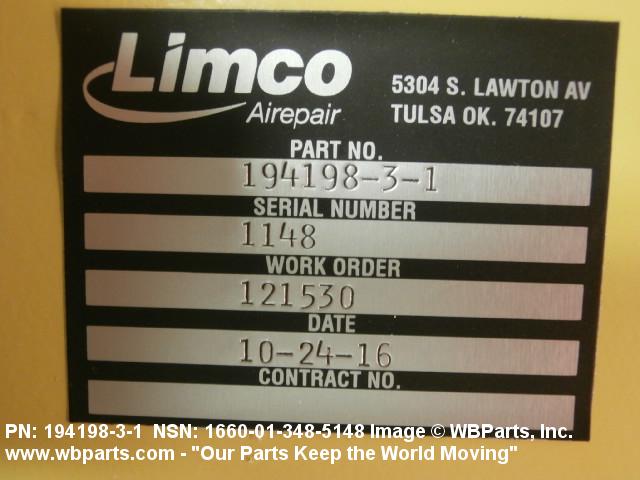 Limco
Airepair
5304 S. LAWTON AV
TULSA OK. 74107
PART NO.
194198-3-1
SERIAL NUMBER
1148
WORK ORDER
121530
DATE
10-24-16
CONTRACT NO.
PN: 194198-3-1 NSN: 1660-01-348-5148 Image © WBParts, Inc.
www.wbparts.com - "Our Parts Keep the World Moving"